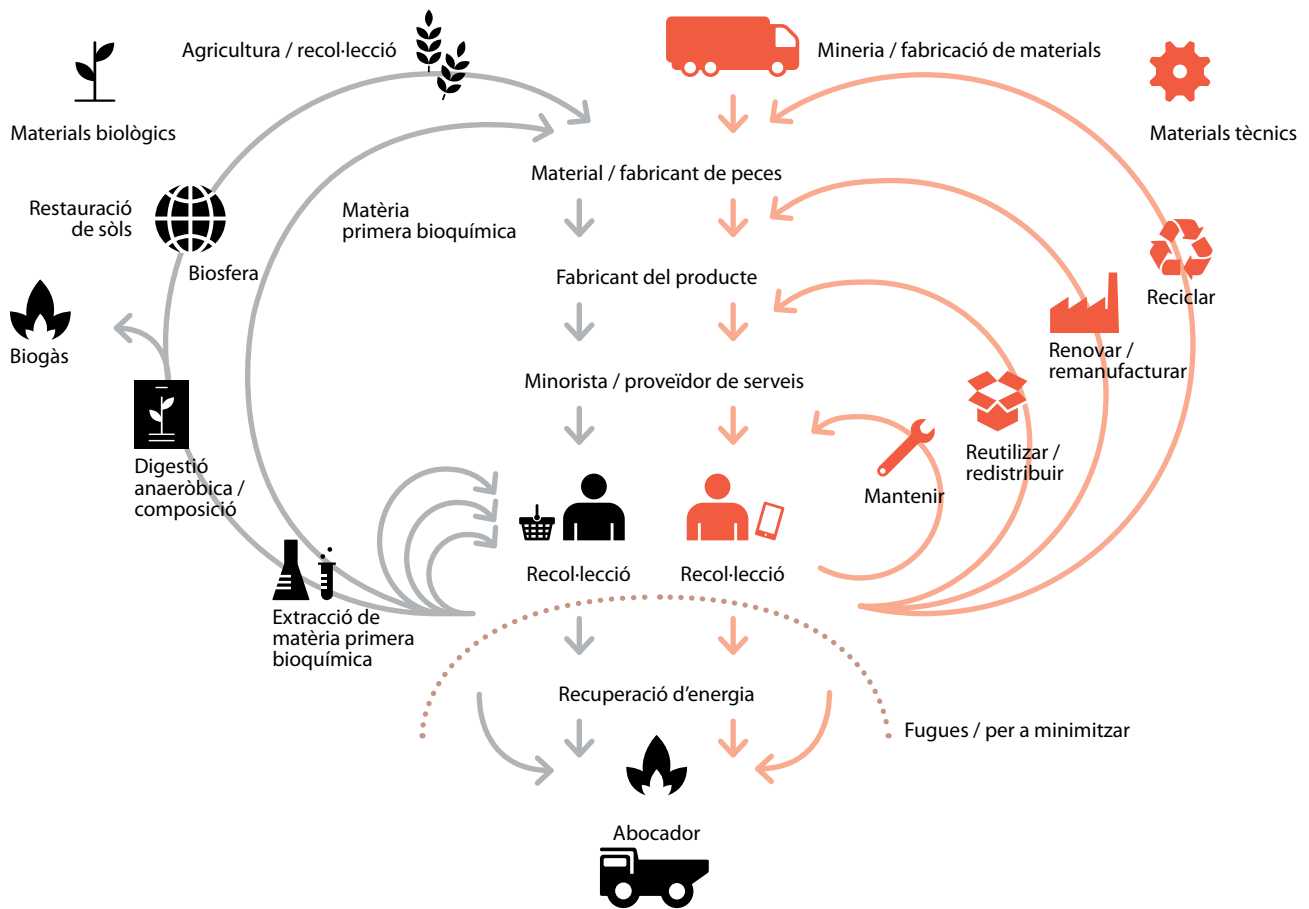 Agricultura / recol·lecció
Mineria / fabricació de materials
Materials biològics
Materials tècnics
Material / fabricant de peces
Restauració
de sòls
Matèria
primera bioquímica
Biosfera
Fabricant del producte
Reciclar
Biogàs
Renovar /
remanufacturar
Minorista / proveïdor de serveis
Digestió
anaeròbica /
composició
Reutilizar /
redistribuir
Mantenir
Recol·lecció
Recol·lecció
Extracció de
matèria primera
bioquímica
Recuperació d’energia
Fugues / per a minimitzar
Abocador